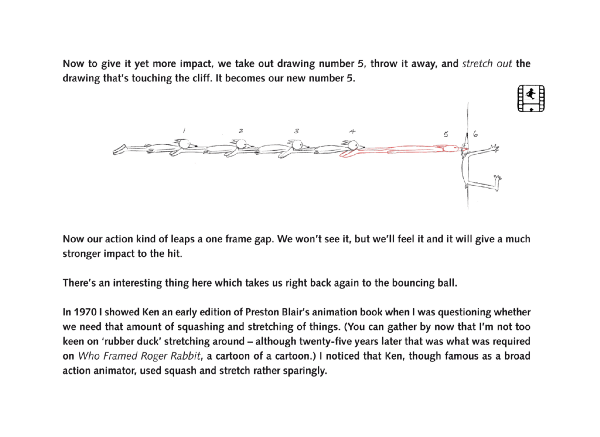 Now to give it yet more impact, we take out drawing number 5, throw it away, and stretch out the
drawing that's touching the cliff. It becomes our new number 5.
1 2 3 4 5 6
Now our action kind of leaps a one frame gap. We won't see it, but we'll feel it and it will give a much
stronger impact to the hit.
There's an interesting thing here which takes us right back again to the bouncing ball.
In 1970 I showed Ken an early edition of Preston Blair's animation book when I was questioning whether
we need that amount of squashing and stretching of things. (You can gather by now that I'm not too
keen on ‘rubber duck’ stretching around – although twenty-five years later that was what was required
on Who Framed Roger Rabbit, a cartoon of a cartoon.) I noticed that Ken, though famous as a broad
action animator, used squash and stretch rather sparingly.